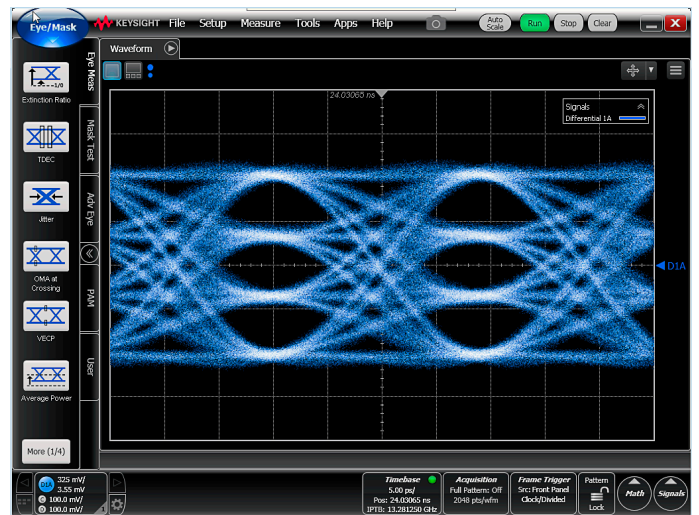 Eye/Mask
KEYSIGHT File Setup Measure Tools Apps Help
Auto Scale
Run
Stop
Clear
Waveform
Eye Meas
Mask Test
Adv Eye
PAM
User
Extinction Ratio
TDEC
Jitter
OMA at Crossing
VECP
Average Power
More (1/4)
24.03065 ns
Signals
Differential 1A
D1A
D1A 325 mV/
3.55 mV
100.0 mV/
100.0 mV/
1
Timebase
5.00 ps/
Pos: 24.03065 ns
IPTB: 13.281250 GHz
Acquisition
Full Pattern: Off
2048 pts/wfm
Frame Trigger
Src: Front Panel
Clock/Divided
Pattern
Lock
Math
Signals